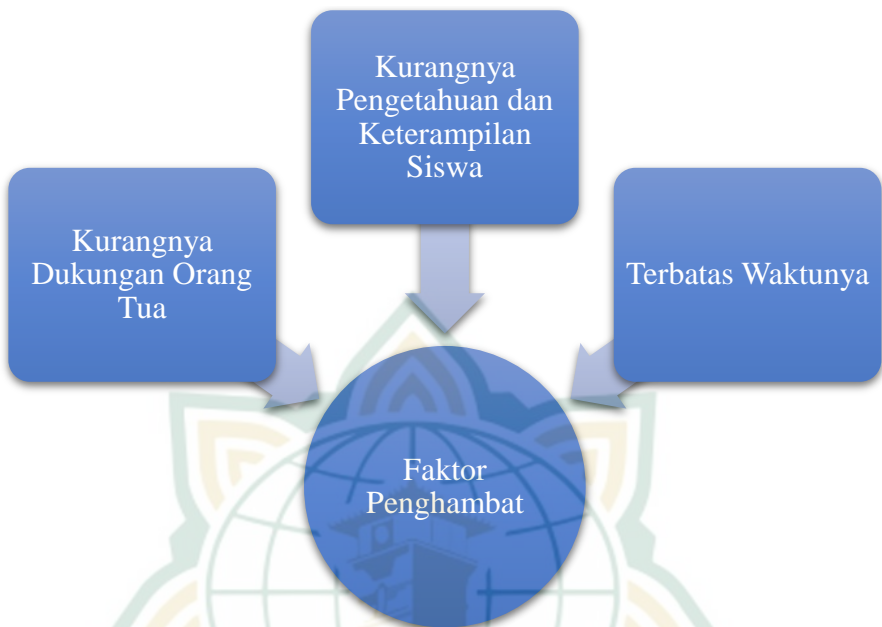 Kurangnya
Pengetahuan dan
Keterampilan
Siswa
Kurangnya
Dukungan Orang
Tua
Terbatas Waktunya
Faktor
Penghambat